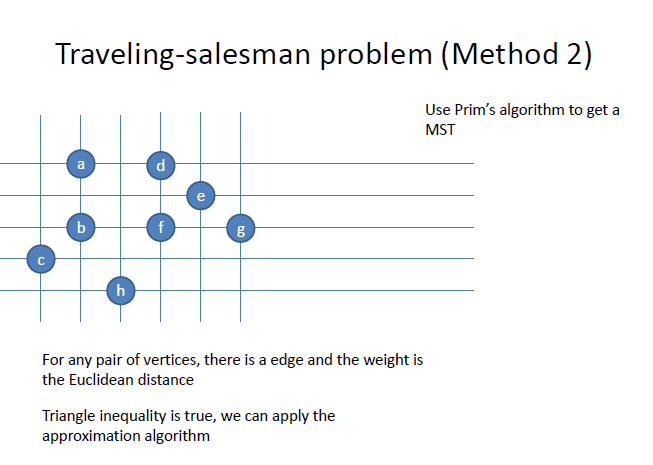 Traveling-salesman problem (Method 2)
Use Prim's algorithm to get a
MST
a
d
e
b
f
g
c
h
For any pair of vertices, there is a edge and the weight is
the Euclidean distance
Triangle inequality is true, we can apply the
approximation algorithm